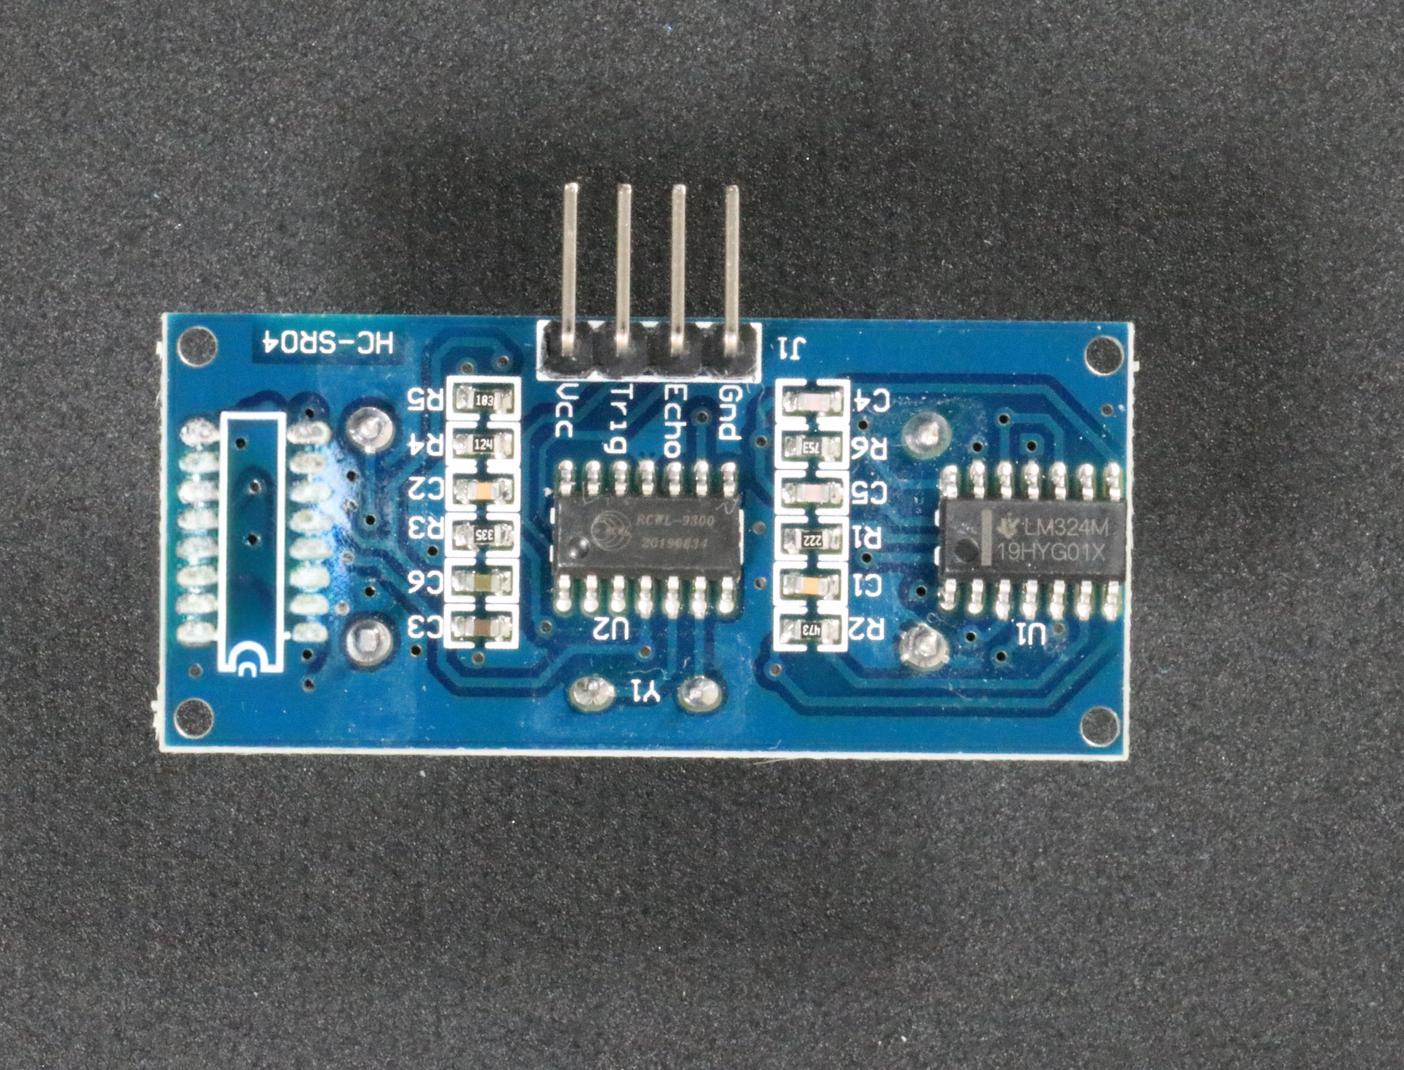 HC-SR04
J1
Vcc
Trig
Echo
Gnd
R5
103
R4
124
C2
R3
335
C6
C3
C4
R6
753
C5
R1
222
C1
R2
473
RCWL-9300
U2
Y1
LM324M
19HYG01X
U1